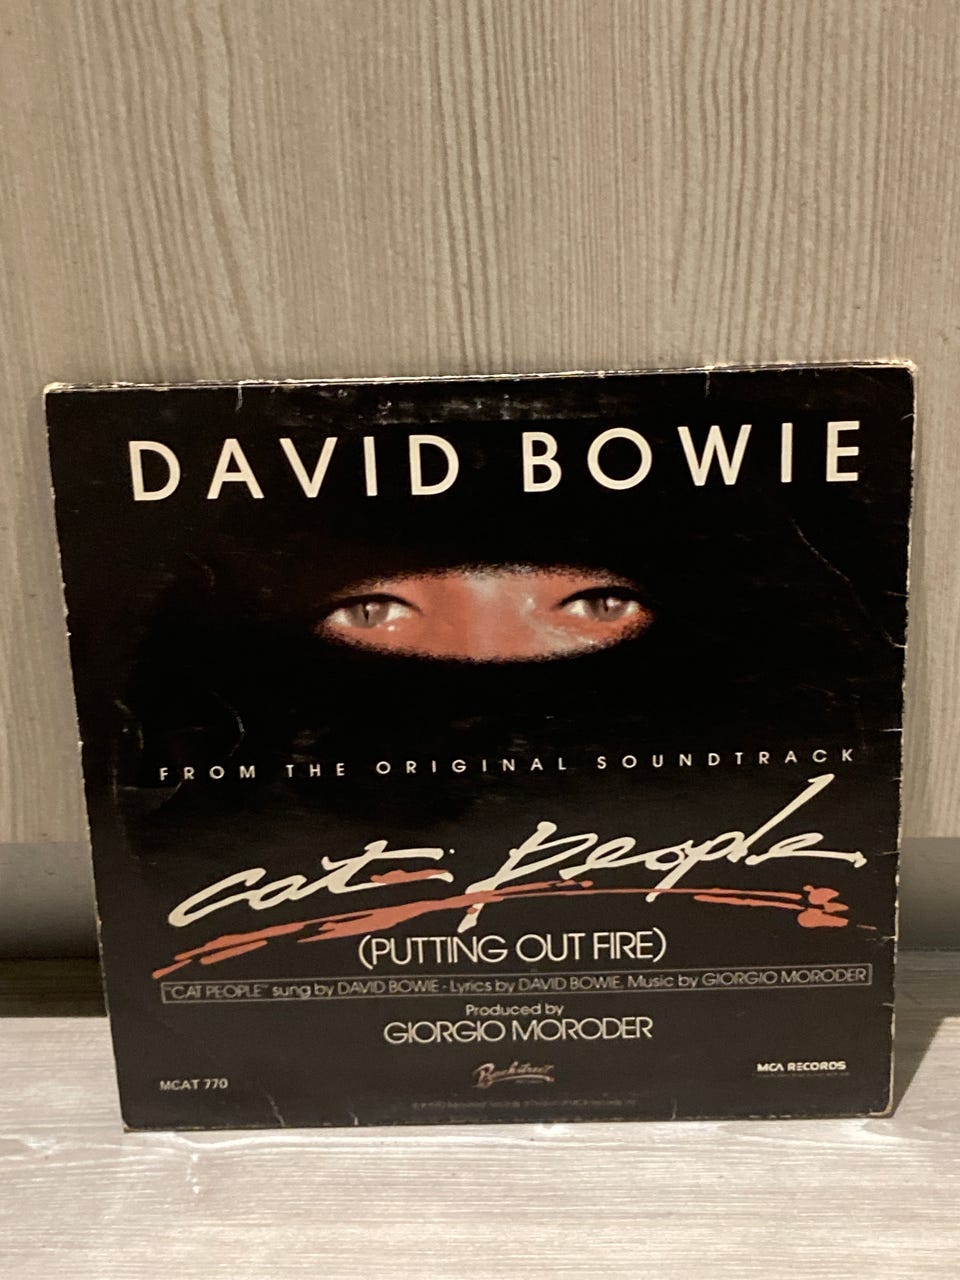 DAVID BOWIE
FROM THE ORIGINAL SOUNDTRACK
cat people
(PUTTING OUT FIRE)
"CAT PEOPLE" sung by DAVID BOWIE - Lyrics by DAVID BOWIE. Music by GIORGIO MORODER
Produced by
GIORGIO MORODER
Backstreet
MCA RECORDS
MCAT 770